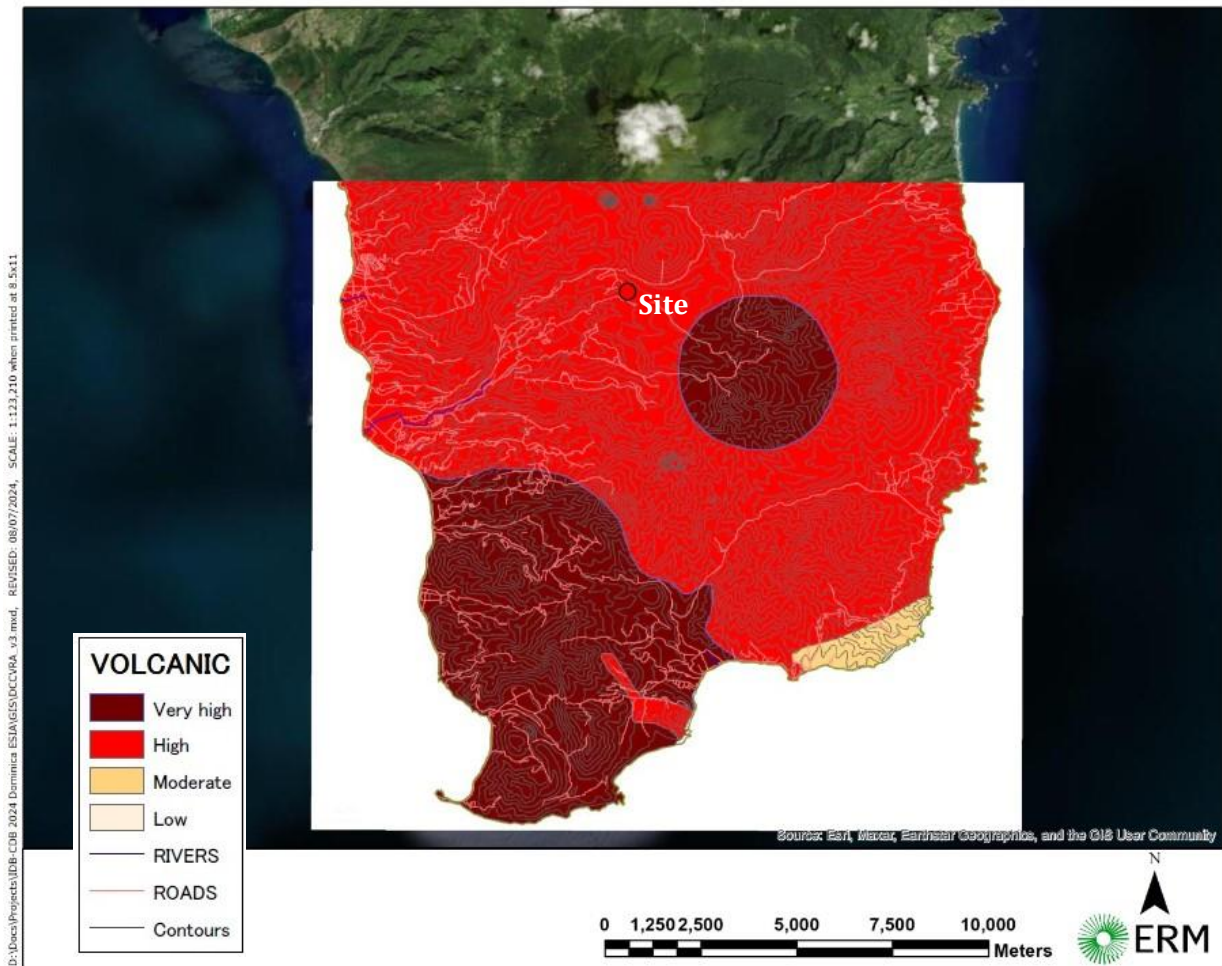 D:\Docs\Projects\IDB-CDB 2024 Dominica ESIA\GIS\DCCVRA_v3.mxd, REVISED: 08/07/2024, SCALE: 1:123,210 when printed at 8.5x11
Site
VOLCANIC
Very high
High
Moderate
Low
RIVERS
ROADS
Contours
Source: Esri, Maxar, Earthstar Geographics, and the GIS User Community
N
0 1,250 2,500 5,000 7,500 10,000
Meters
ERM